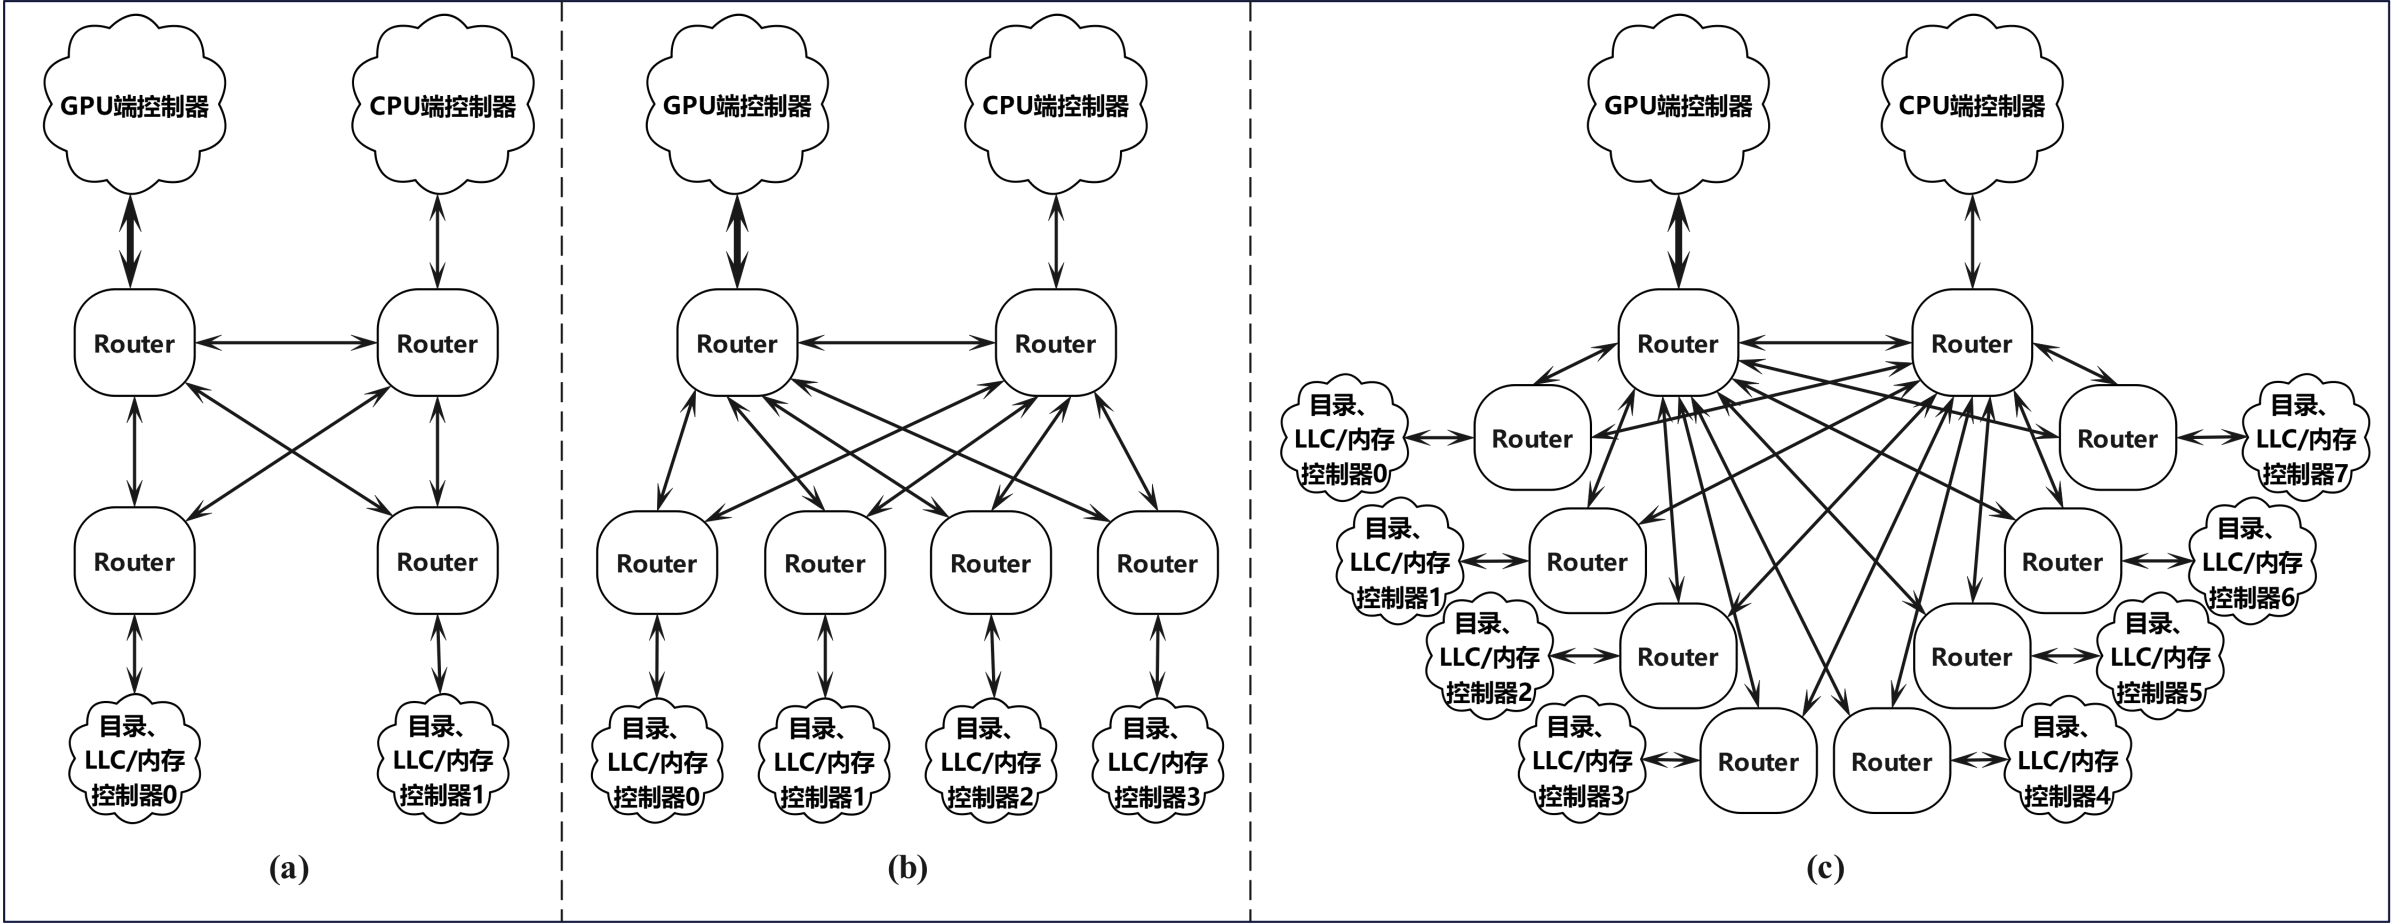 GPU端控制器
CPU端控制器
Router
Router
Router
Router
目录、
LLC/内存
控制器0
目录、
LLC/内存
控制器1
(a)
GPU端控制器
CPU端控制器
Router
Router
Router
Router
Router
Router
目录、
LLC/内存
控制器0
目录、
LLC/内存
控制器1
目录、
LLC/内存
控制器2
目录、
LLC/内存
控制器3
(b)
GPU端控制器
CPU端控制器
Router
Router
目录、
LLC/内存
控制器0
Router
Router
目录、
LLC/内存
控制器7
目录、
LLC/内存
控制器1
Router
Router
目录、
LLC/内存
控制器6
目录、
LLC/内存
控制器2
Router
Router
目录、
LLC/内存
控制器5
目录、
LLC/内存
控制器3
Router
Router
目录、
LLC/内存
控制器4
(c)